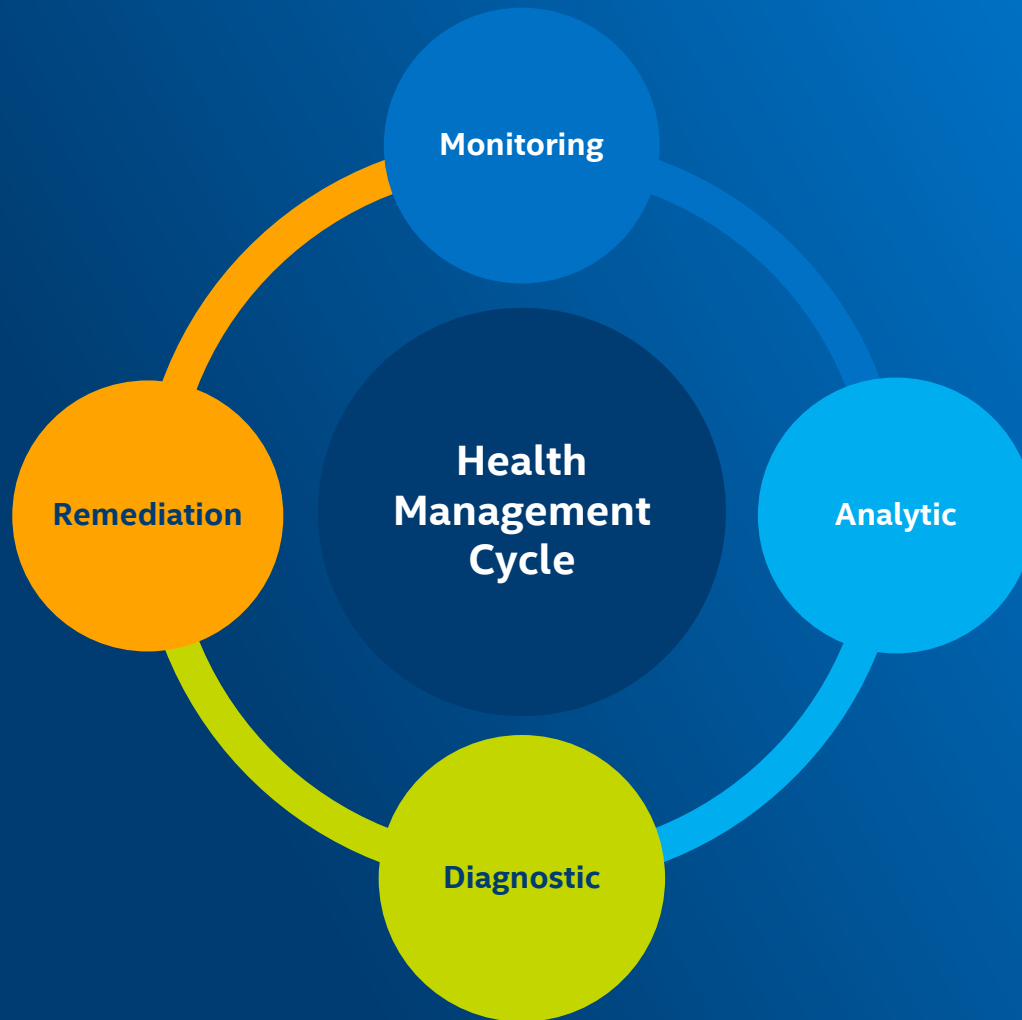 Monitoring
Health
Management
Cycle
Remediation
Analytic
Diagnostic